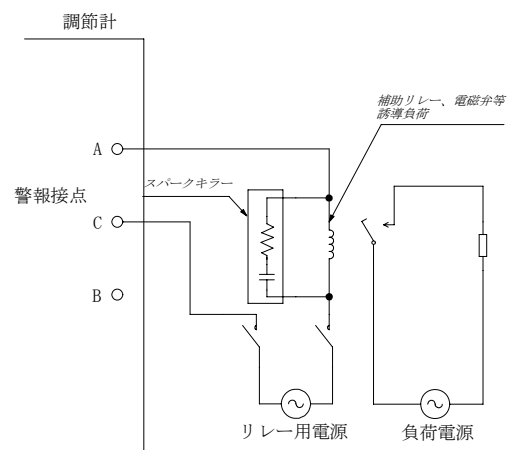 調節計
補助リレー、電磁弁等
誘導負荷
A
スパークキラー
警報接点
C
B
リレー用電源
負荷電源